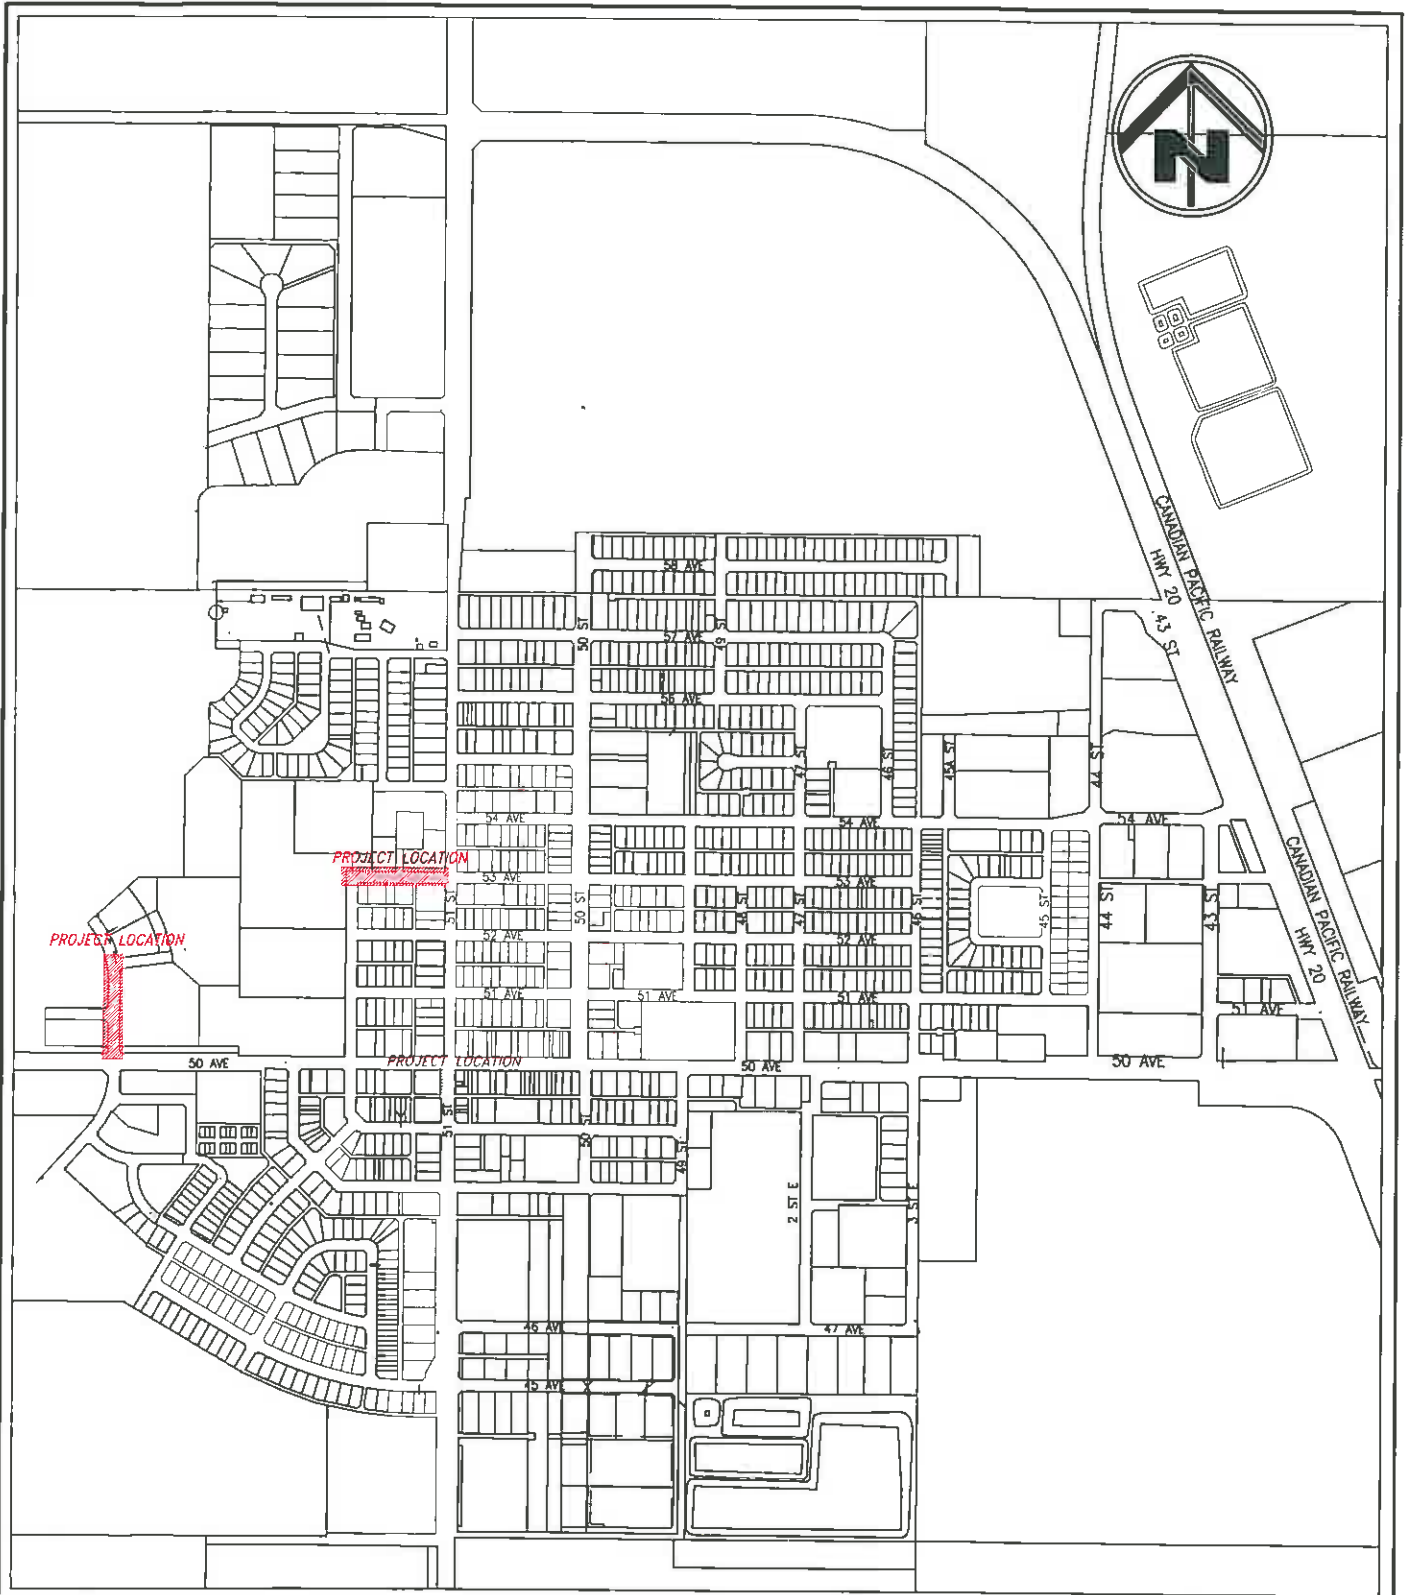 N
CANADIAN PACIFIC RAILWAY
HWY 20
43 ST
58 AVE
50 ST
57 AVE
49 ST
56 AVE
47 ST
46 ST
45A ST
44 ST
54 AVE
54 AVE
54 AVE
PROJECT LOCATION
53 AVE
53 AVE
51 ST
50 ST
48 ST
47 ST
46 ST
45 ST
44 ST
43 ST
CANADIAN PACIFIC RAILWAY
HWY 20
PROJECT LOCATION
52 AVE
52 AVE
51 AVE
51 AVE
51 AVE
51 AVE
50 AVE
PROJECT LOCATION
50 AVE
50 AVE
51 ST
50 ST
49 ST
2 ST E
3 ST E
46 AVE
47 AVE
45 AVE